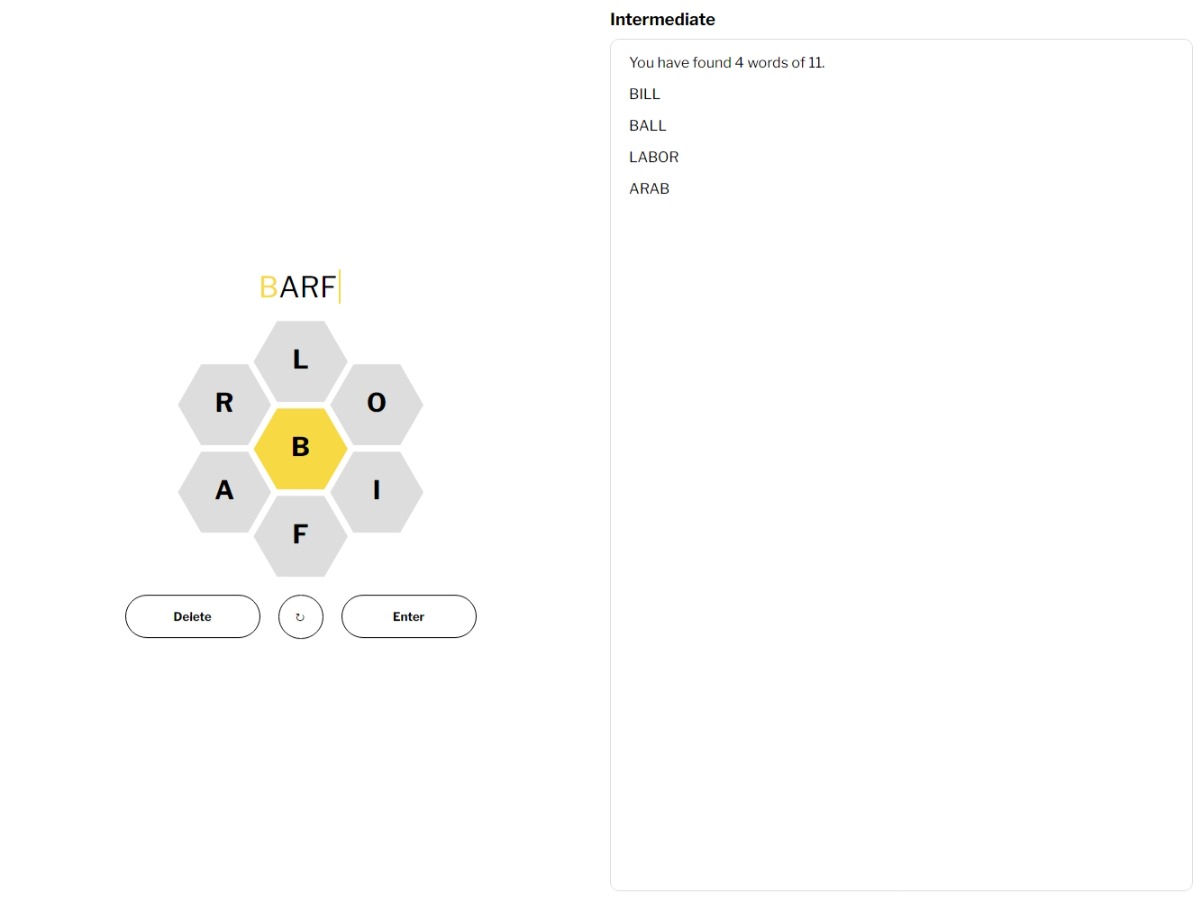 Intermediate
You have found 4 words of 11.
BILL
BALL
LABOR
ARAB
BARF
L
R
O
B
A
I
F
Delete
↻
Enter